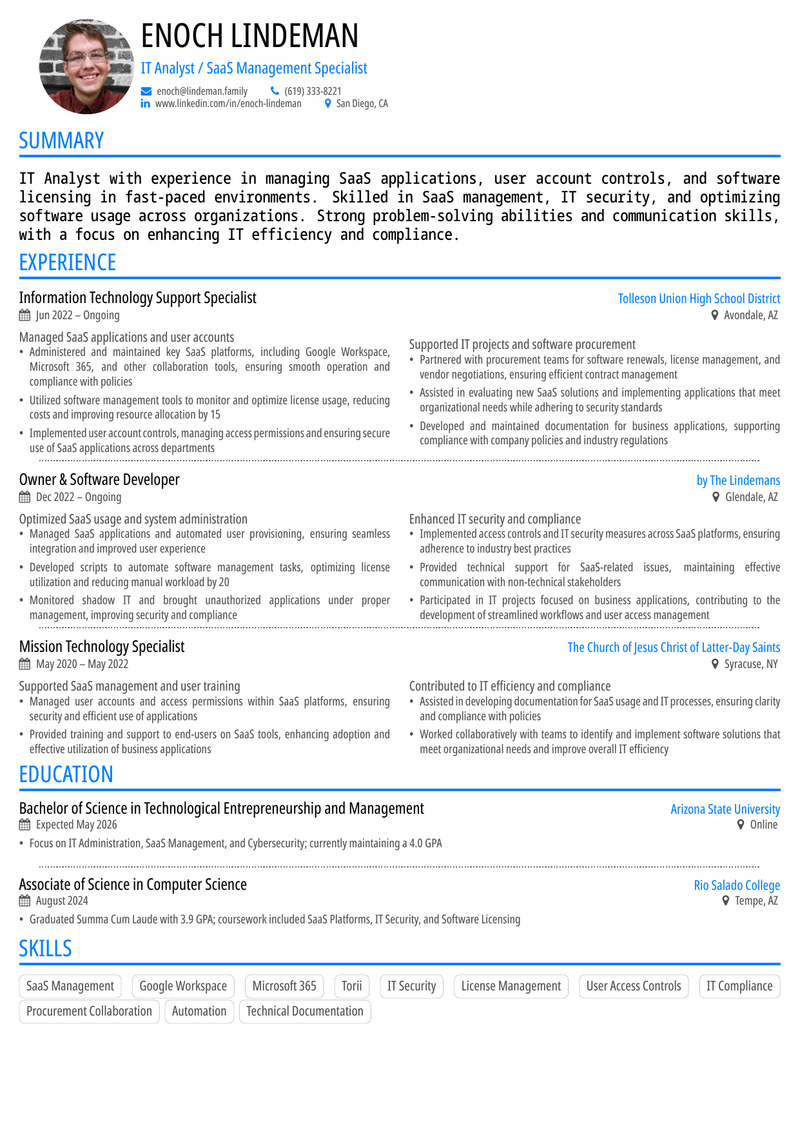 ENOCH LINDEMAN
IT Analyst / SaaS Management Specialist
enoch@lindeman.family (619) 333-8221
www.linkedin.com/in/enoch-lindeman San Diego, CA
SUMMARY
IT Analyst with experience in managing SaaS applications, user account controls, and software
licensing in fast-paced environments. Skilled in SaaS management, IT security, and optimizing
software usage across organizations. Strong problem-solving abilities and communication skills,
with a focus on enhancing IT efficiency and compliance.
EXPERIENCE
Information Technology Support Specialist Tolleson Union High School District
Jun 2022 – Ongoing Avondale, AZ
Managed SaaS applications and user accounts
• Administered and maintained key SaaS platforms, including Google Workspace,
Microsoft 365, and other collaboration tools, ensuring smooth operation and
compliance with policies
• Utilized software management tools to monitor and optimize license usage, reducing
costs and improving resource allocation by 15
• Implemented user account controls, managing access permissions and ensuring secure
use of SaaS applications across departments
Supported IT projects and software procurement
• Partnered with procurement teams for software renewals, license management, and
vendor negotiations, ensuring efficient contract management
• Assisted in evaluating new SaaS solutions and implementing applications that meet
organizational needs while adhering to security standards
• Developed and maintained documentation for business applications, supporting
compliance with company policies and industry regulations
Owner & Software Developer by The Lindemans
Dec 2022 – Ongoing Glendale, AZ
Optimized SaaS usage and system administration
• Managed SaaS applications and automated user provisioning, ensuring seamless
integration and improved user experience
• Developed scripts to automate software management tasks, optimizing license
utilization and reducing manual workload by 20
• Monitored shadow IT and brought unauthorized applications under proper
management, improving security and compliance
Enhanced IT security and compliance
• Implemented access controls and IT security measures across SaaS platforms, ensuring
adherence to industry best practices
• Provided technical support for SaaS-related issues, maintaining effective
communication with non-technical stakeholders
• Participated in IT projects focused on business applications, contributing to the
development of streamlined workflows and user access management
Mission Technology Specialist The Church of Jesus Christ of Latter-Day Saints
May 2020 – May 2022 Syracuse, NY
Supported SaaS management and user training
• Managed user accounts and access permissions within SaaS platforms, ensuring
security and efficient use of applications
• Provided training and support to end-users on SaaS tools, enhancing adoption and
effective utilization of business applications
Contributed to IT efficiency and compliance
• Assisted in developing documentation for SaaS usage and IT processes, ensuring clarity
and compliance with policies
• Worked collaboratively with teams to identify and implement software solutions that
meet organizational needs and improve overall IT efficiency
EDUCATION
Bachelor of Science in Technological Entrepreneurship and Management Arizona State University
Expected May 2026 Online
• Focus on IT Administration, SaaS Management, and Cybersecurity; currently maintaining a 4.0 GPA
Associate of Science in Computer Science Rio Salado College
August 2024 Tempe, AZ
• Graduated Summa Cum Laude with 3.9 GPA; coursework included SaaS Platforms, IT Security, and Software Licensing
SKILLS
SaaS Management Google Workspace Microsoft 365 Torii IT Security License Management User Access Controls IT Compliance
Procurement Collaboration Automation Technical Documentation